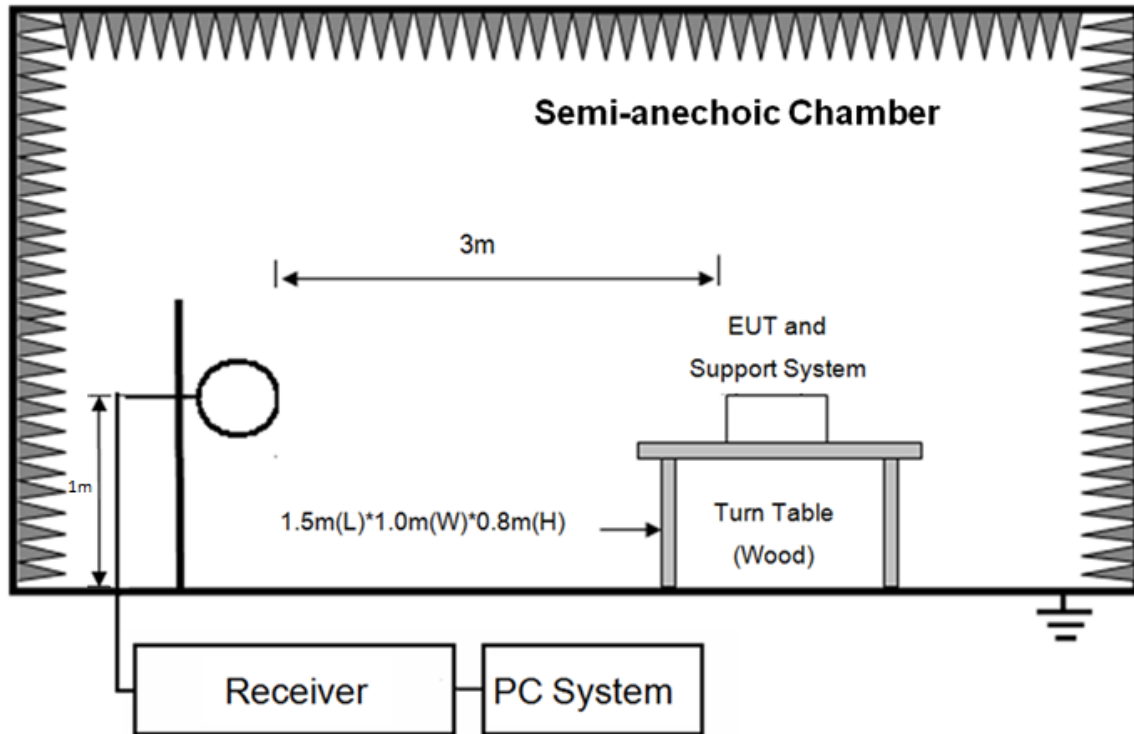 Semi-anechoic Chamber
3m
EUT and
Support System
1m
1.5m(L)*1.0m(W)*0.8m(H)
Turn Table
(Wood)
Receiver
PC System